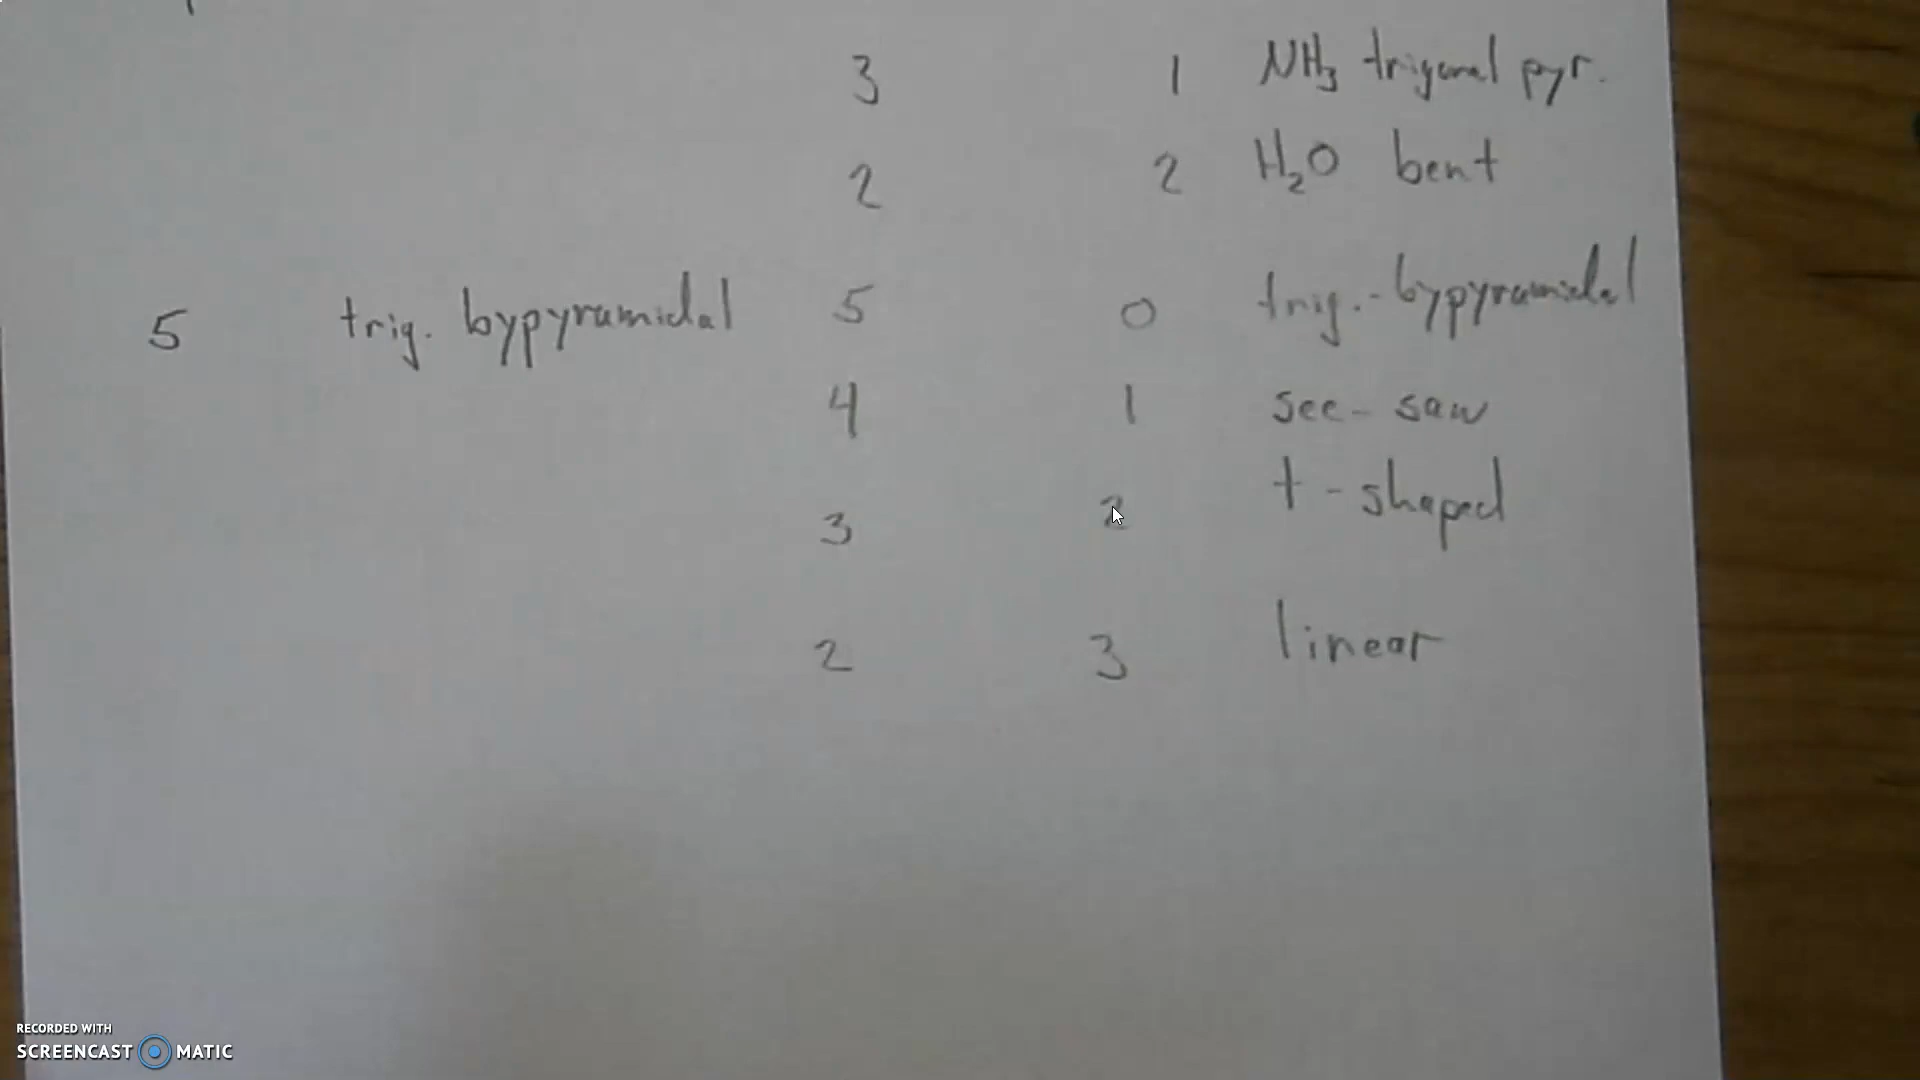 3 1 NH₃ trigonal pyr.
2 2 H₂O bent
5 trig. bypyramidal 5 0 trig.-bypyramidal
4 1 see-saw
3 2 t-shaped
2 3 linear
RECORDED WITH
SCREENCAST MATIC